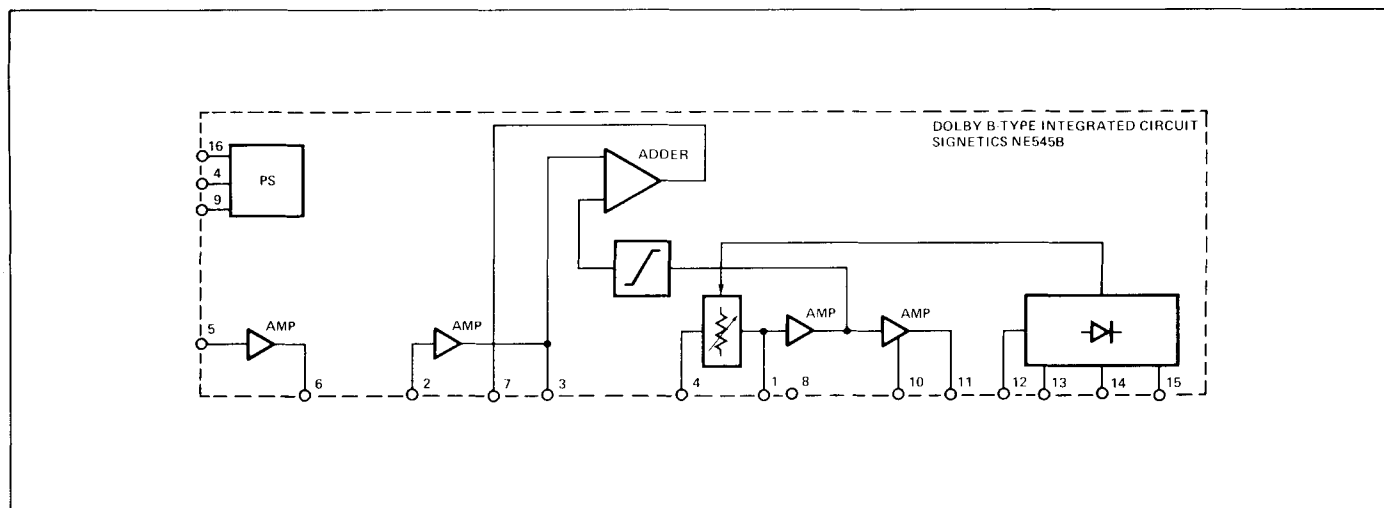 DOLBY B-TYPE INTEGRATED CIRCUIT
SIGNETICS NE545B
16
4
9
PS
ADDER
5
AMP
6
AMP
2
7
3
4
1
8
AMP
AMP
10
11
12
13
14
15